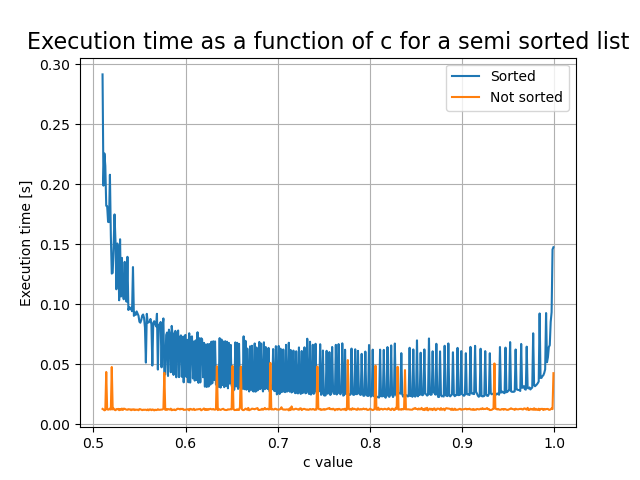 Execution time as a function of c for a semi sorted list
Sorted
Not sorted
0.30
0.25
0.20
0.15
0.10
0.05
0.00
Execution time [s]
0.5 0.6 0.7 0.8 0.9 1.0
c value